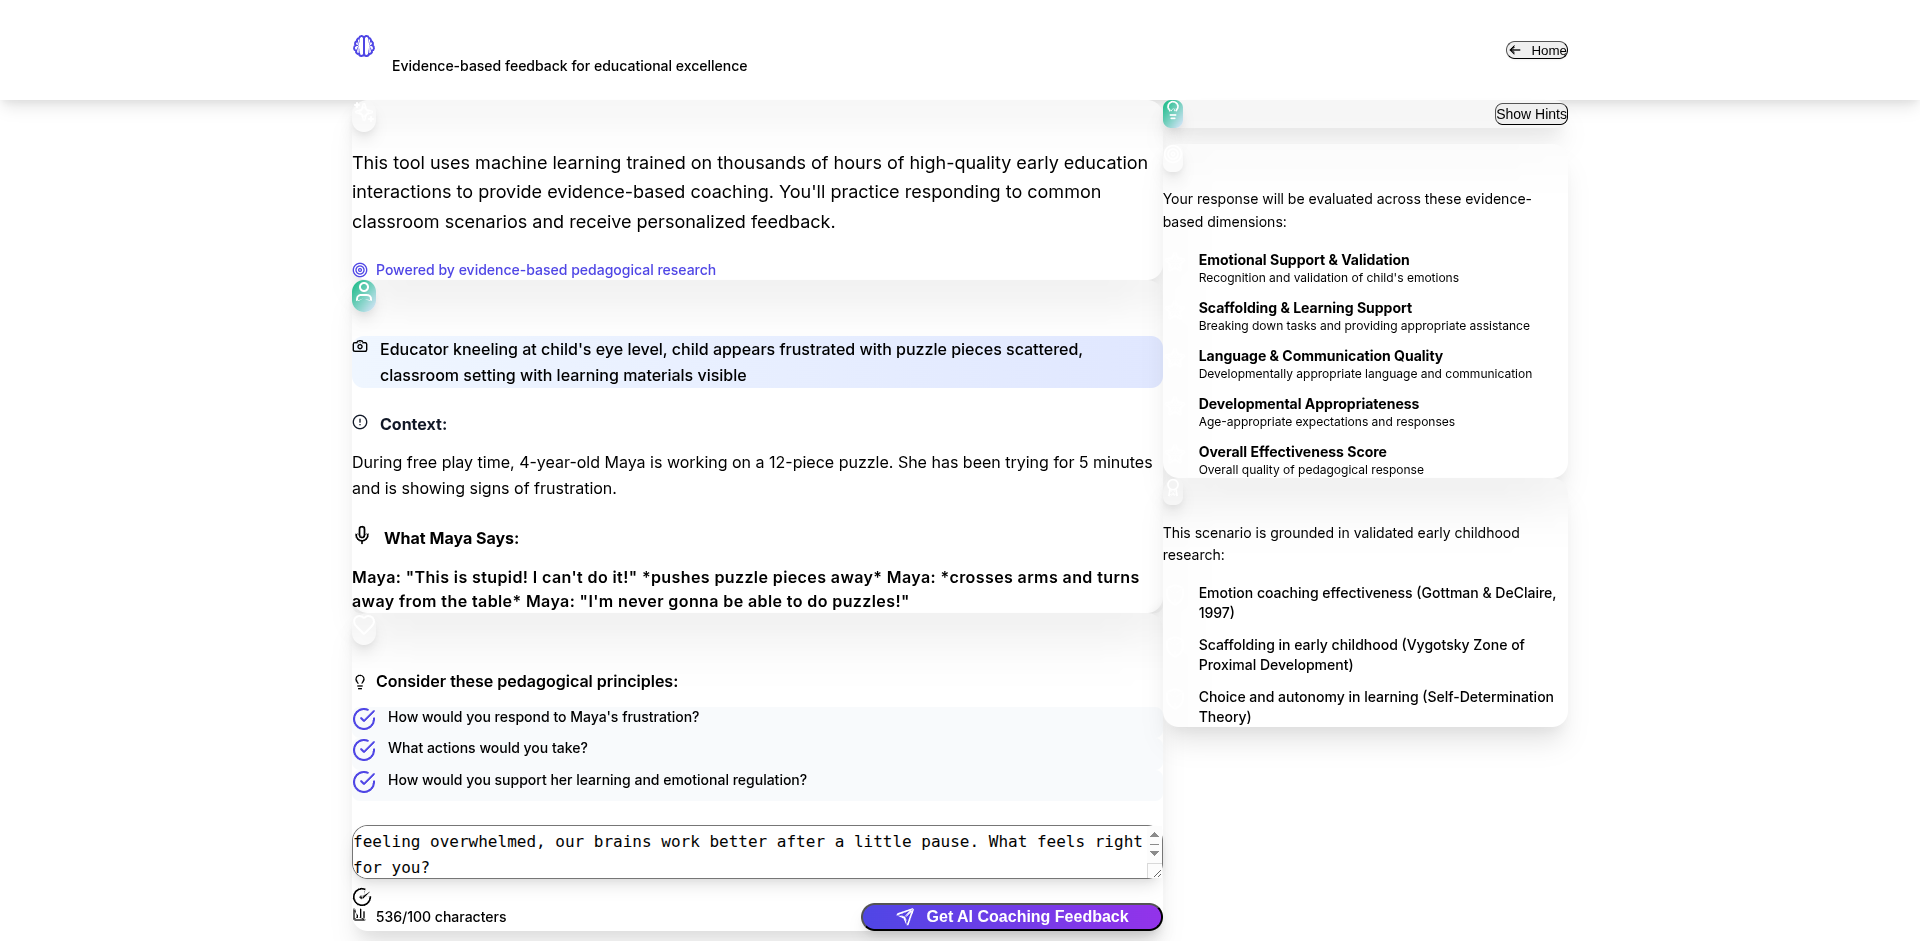 Evidence-based feedback for educational excellence
Home
This tool uses machine learning trained on thousands of hours of high-quality early education
interactions to provide evidence-based coaching. You'll practice responding to common
classroom scenarios and receive personalized feedback.
Powered by evidence-based pedagogical research
Educator kneeling at child's eye level, child appears frustrated with puzzle pieces scattered,
classroom setting with learning materials visible
Context:
During free play time, 4-year-old Maya is working on a 12-piece puzzle. She has been trying for 5 minutes
and is showing signs of frustration.
What Maya Says:
Maya: "This is stupid! I can't do it!" *pushes puzzle pieces away* Maya: *crosses arms and turns
away from the table* Maya: "I'm never gonna be able to do puzzles!"
Consider these pedagogical principles:
How would you respond to Maya's frustration?
What actions would you take?
How would you support her learning and emotional regulation?
feeling overwhelmed, our brains work better after a little pause. What feels right
for you?
536/100 characters
Get AI Coaching Feedback
Show Hints
Your response will be evaluated across these evidence-
based dimensions:
Emotional Support & Validation
Recognition and validation of child's emotions
Scaffolding & Learning Support
Breaking down tasks and providing appropriate assistance
Language & Communication Quality
Developmentally appropriate language and communication
Developmental Appropriateness
Age-appropriate expectations and responses
Overall Effectiveness Score
Overall quality of pedagogical response
This scenario is grounded in validated early childhood
research:
Emotion coaching effectiveness (Gottman & DeClaire,
1997)
Scaffolding in early childhood (Vygotsky Zone of
Proximal Development)
Choice and autonomy in learning (Self-Determination
Theory)